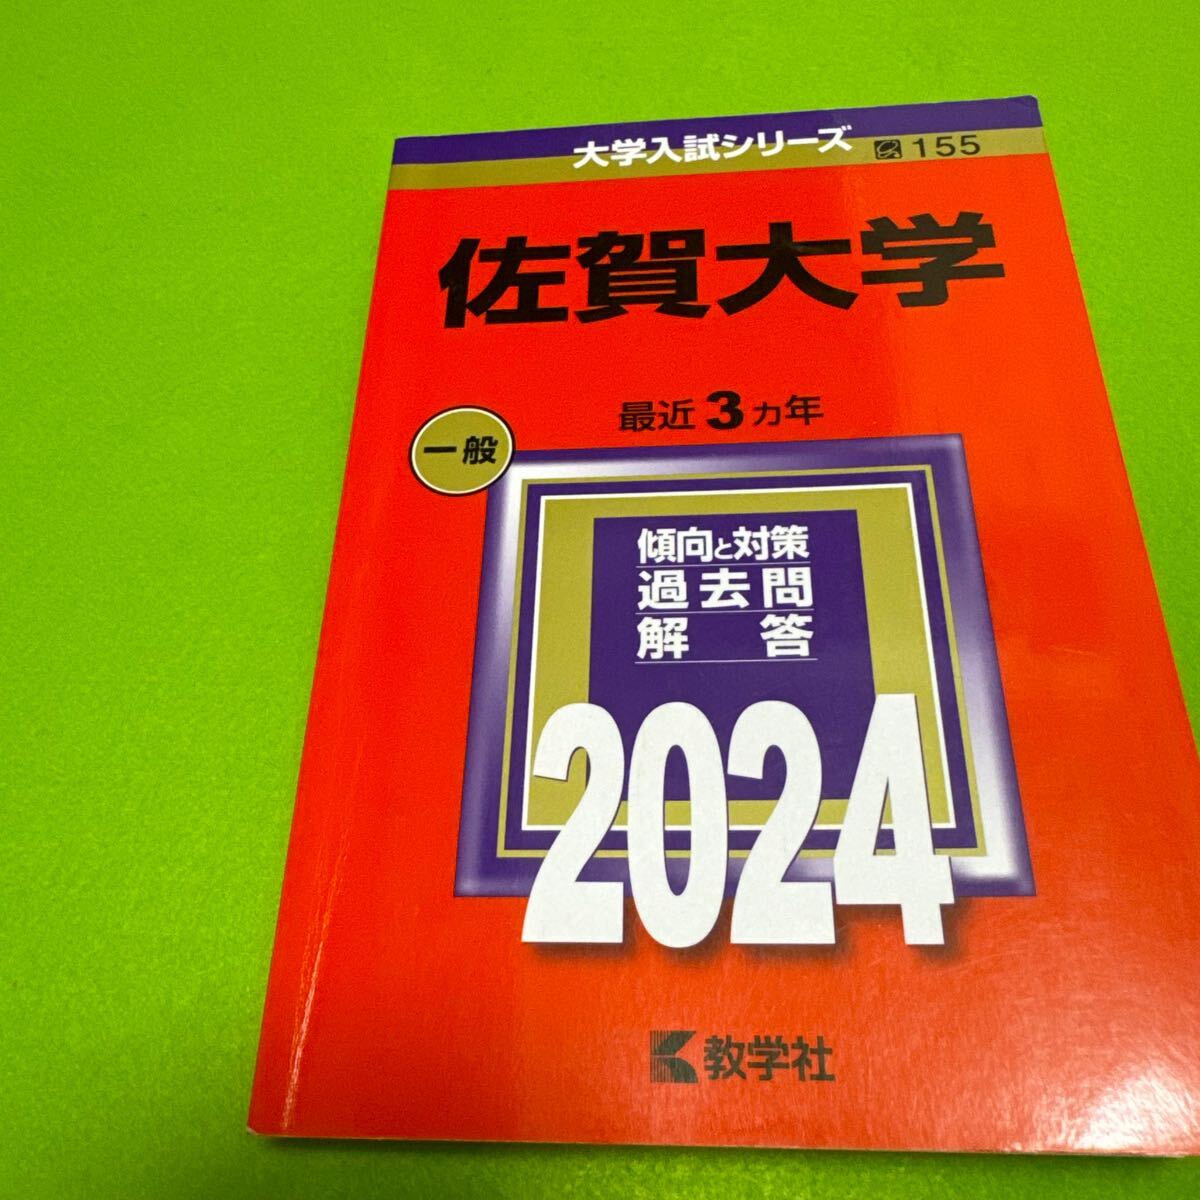 大学入試シリーズ 155
佐賀大学
最近3カ年
一般
傾向と対策
過去問
解答
2024
教学社